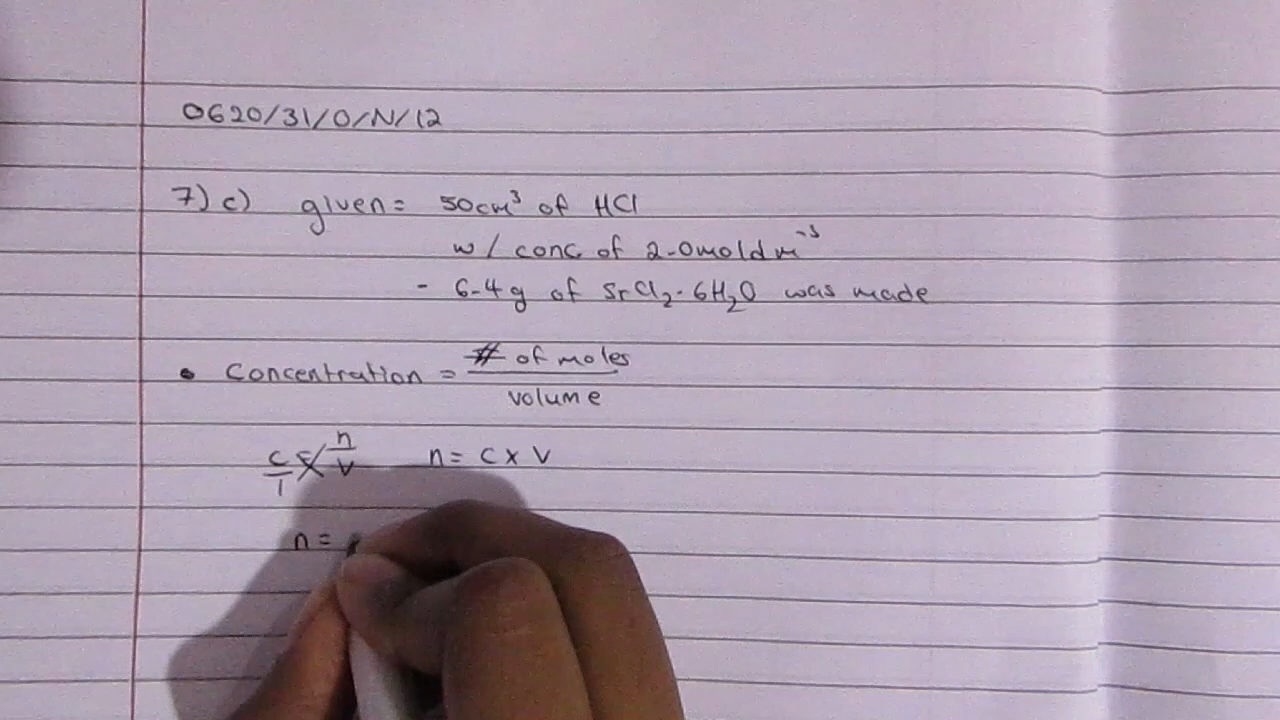 0620/31/O/N/12
7) c) given = 50cm³ of HCl
w/ conc of 2.0moldm⁻³
- 6.4g of SrCl₂.6H₂O was made
• Concentration = # of moles
volume
c/1 = n/v n = c x v
n =